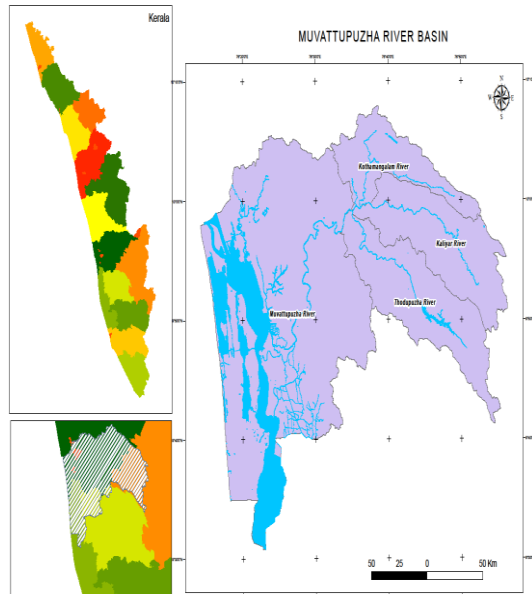 Kerala
MUVATTUPUZHA RIVER BASIN
N
W E
S
Kothamangalam River
Kaliyar River
Thodupuzha River
Muvattupuzha River
50 25 0 50 Km